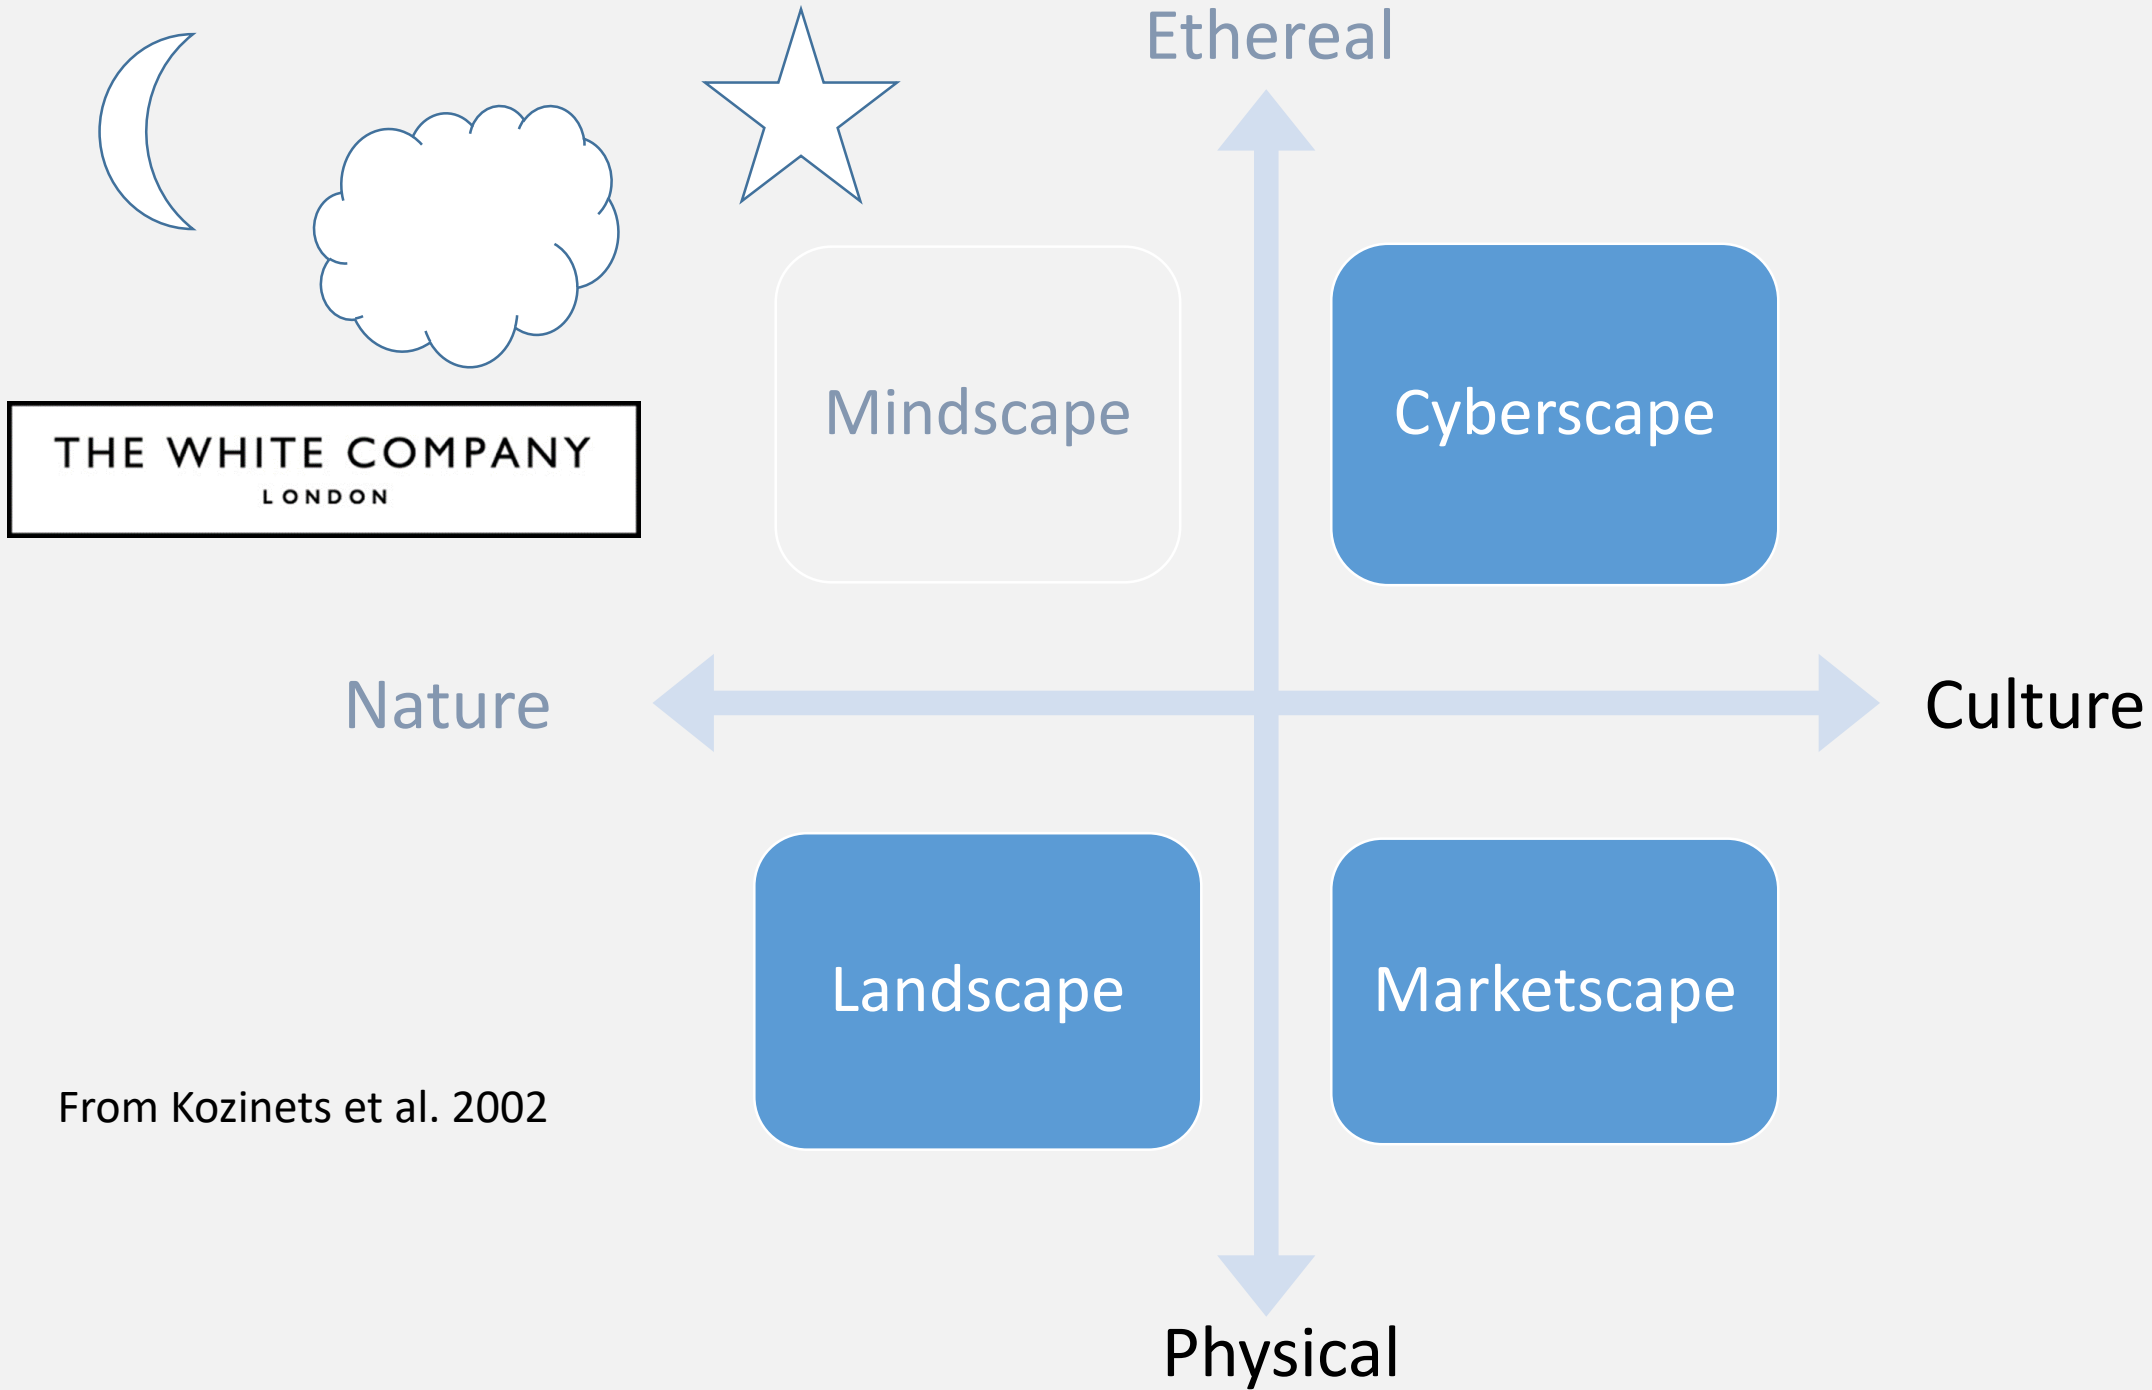 Ethereal
THE WHITE COMPANY
LONDON
Mindscape
Cyberscape
Nature
Culture
Landscape
Marketscape
From Kozinets et al. 2002
Physical